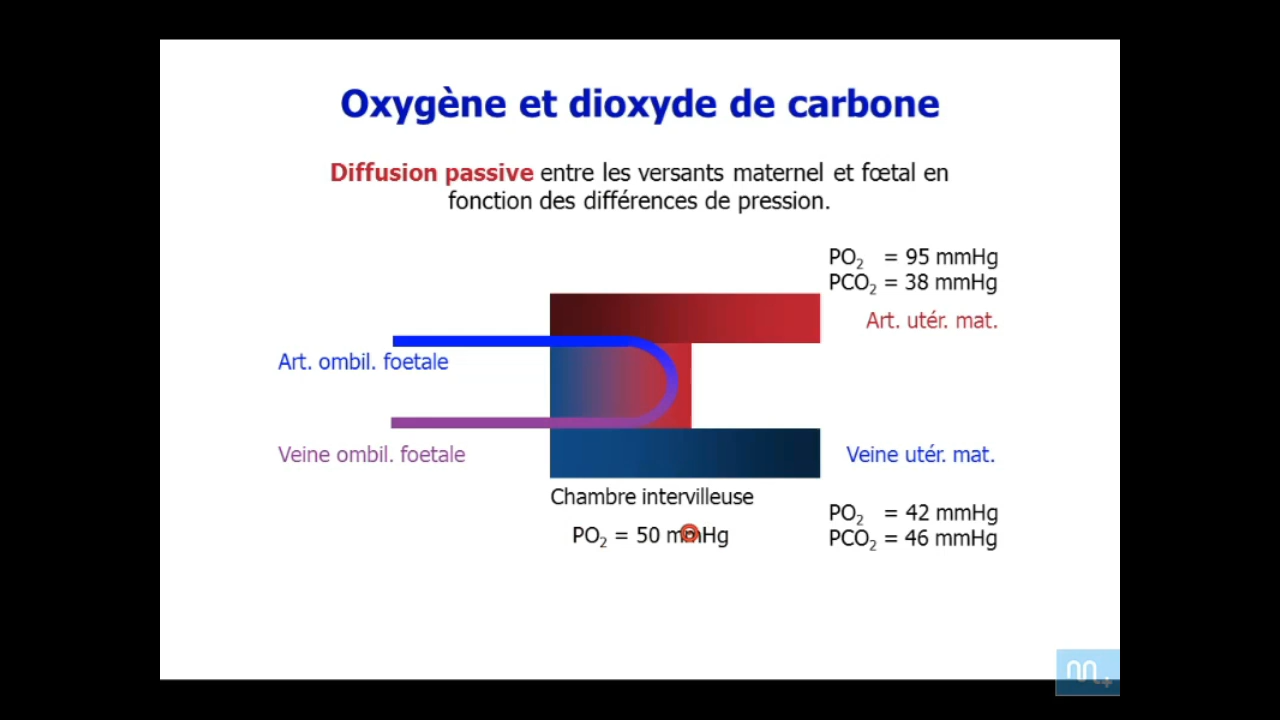 Oxygène et dioxyde de carbone
Diffusion passive entre les versants maternel et fœtal en
fonction des différences de pression.
PO₂ = 95 mmHg
PCO₂ = 38 mmHg
Art. utér. mat.
Art. ombil. foetale
Veine ombil. foetale
Veine utér. mat.
Chambre intervilleuse
PO₂ = 50 mmHg
PO₂ = 42 mmHg
PCO₂ = 46 mmHg